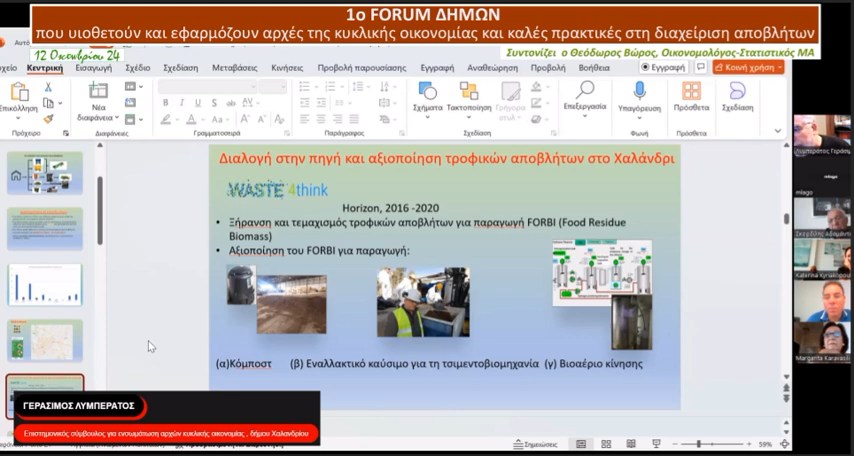 1ο FORUM ΔΗΜΩΝ
που υιοθετούν και εφαρμόζουν αρχές της κυκλικής οικονομίας και καλές πρακτικές στη διαχείριση αποβλήτων
12 Οκτωβρίου 24
Συντονίζει ο Θεόδωρος Βώρος, Οικονομολόγος-Στατιστικός ΜΑ
Κεντρική Εισαγωγή Σχέδιο Σχεδίαση Μεταβάσεις Κινήσεις Προβολή παρουσίασης Εγγραφή Αναθεώρηση Προβολή Βοήθεια
Εγγραφή
Κοινή χρήση
Επικόλληση
Νέα
διαφάνεια
Σχήματα Τακτοποίηση Γρήγορα
στυλ
Επεξεργασία
Υπαγόρευση
Πρόσθετα
Σχεδίαση
Πρόχειρο
Διαφάνειες
Γραμματοσειρά
Παράγραφος
Σχεδίαση
Φωνή
Πρόσθετα
Διαλογή στην πηγή και αξιοποίηση τροφικών αποβλήτων στο Χαλάνδρι
WASTE4think
Horizon, 2016 -2020
• Ξήρανση και τεμαχισμός τροφικών αποβλήτων για παραγωγή FORBI (Food Residue
Biomass)
• Αξιοποίηση του FORBI για παραγωγή:
(α)Κόμποστ (β) Εναλλακτικό καύσιμο για τη τσιμεντοβιομηχανία (γ) Βιοαέριο κίνησης
mlago
mlago
Margarita Karavasili
ΓΕΡΑΣΙΜΟΣ ΛΥΜΠΕΡΑΤΟΣ
Επιστημονικός σύμβουλος για ενσωμάτωση αρχών κυκλικής οικονομίας , δήμου Χαλανδρίου
Σημειώσεις
59%